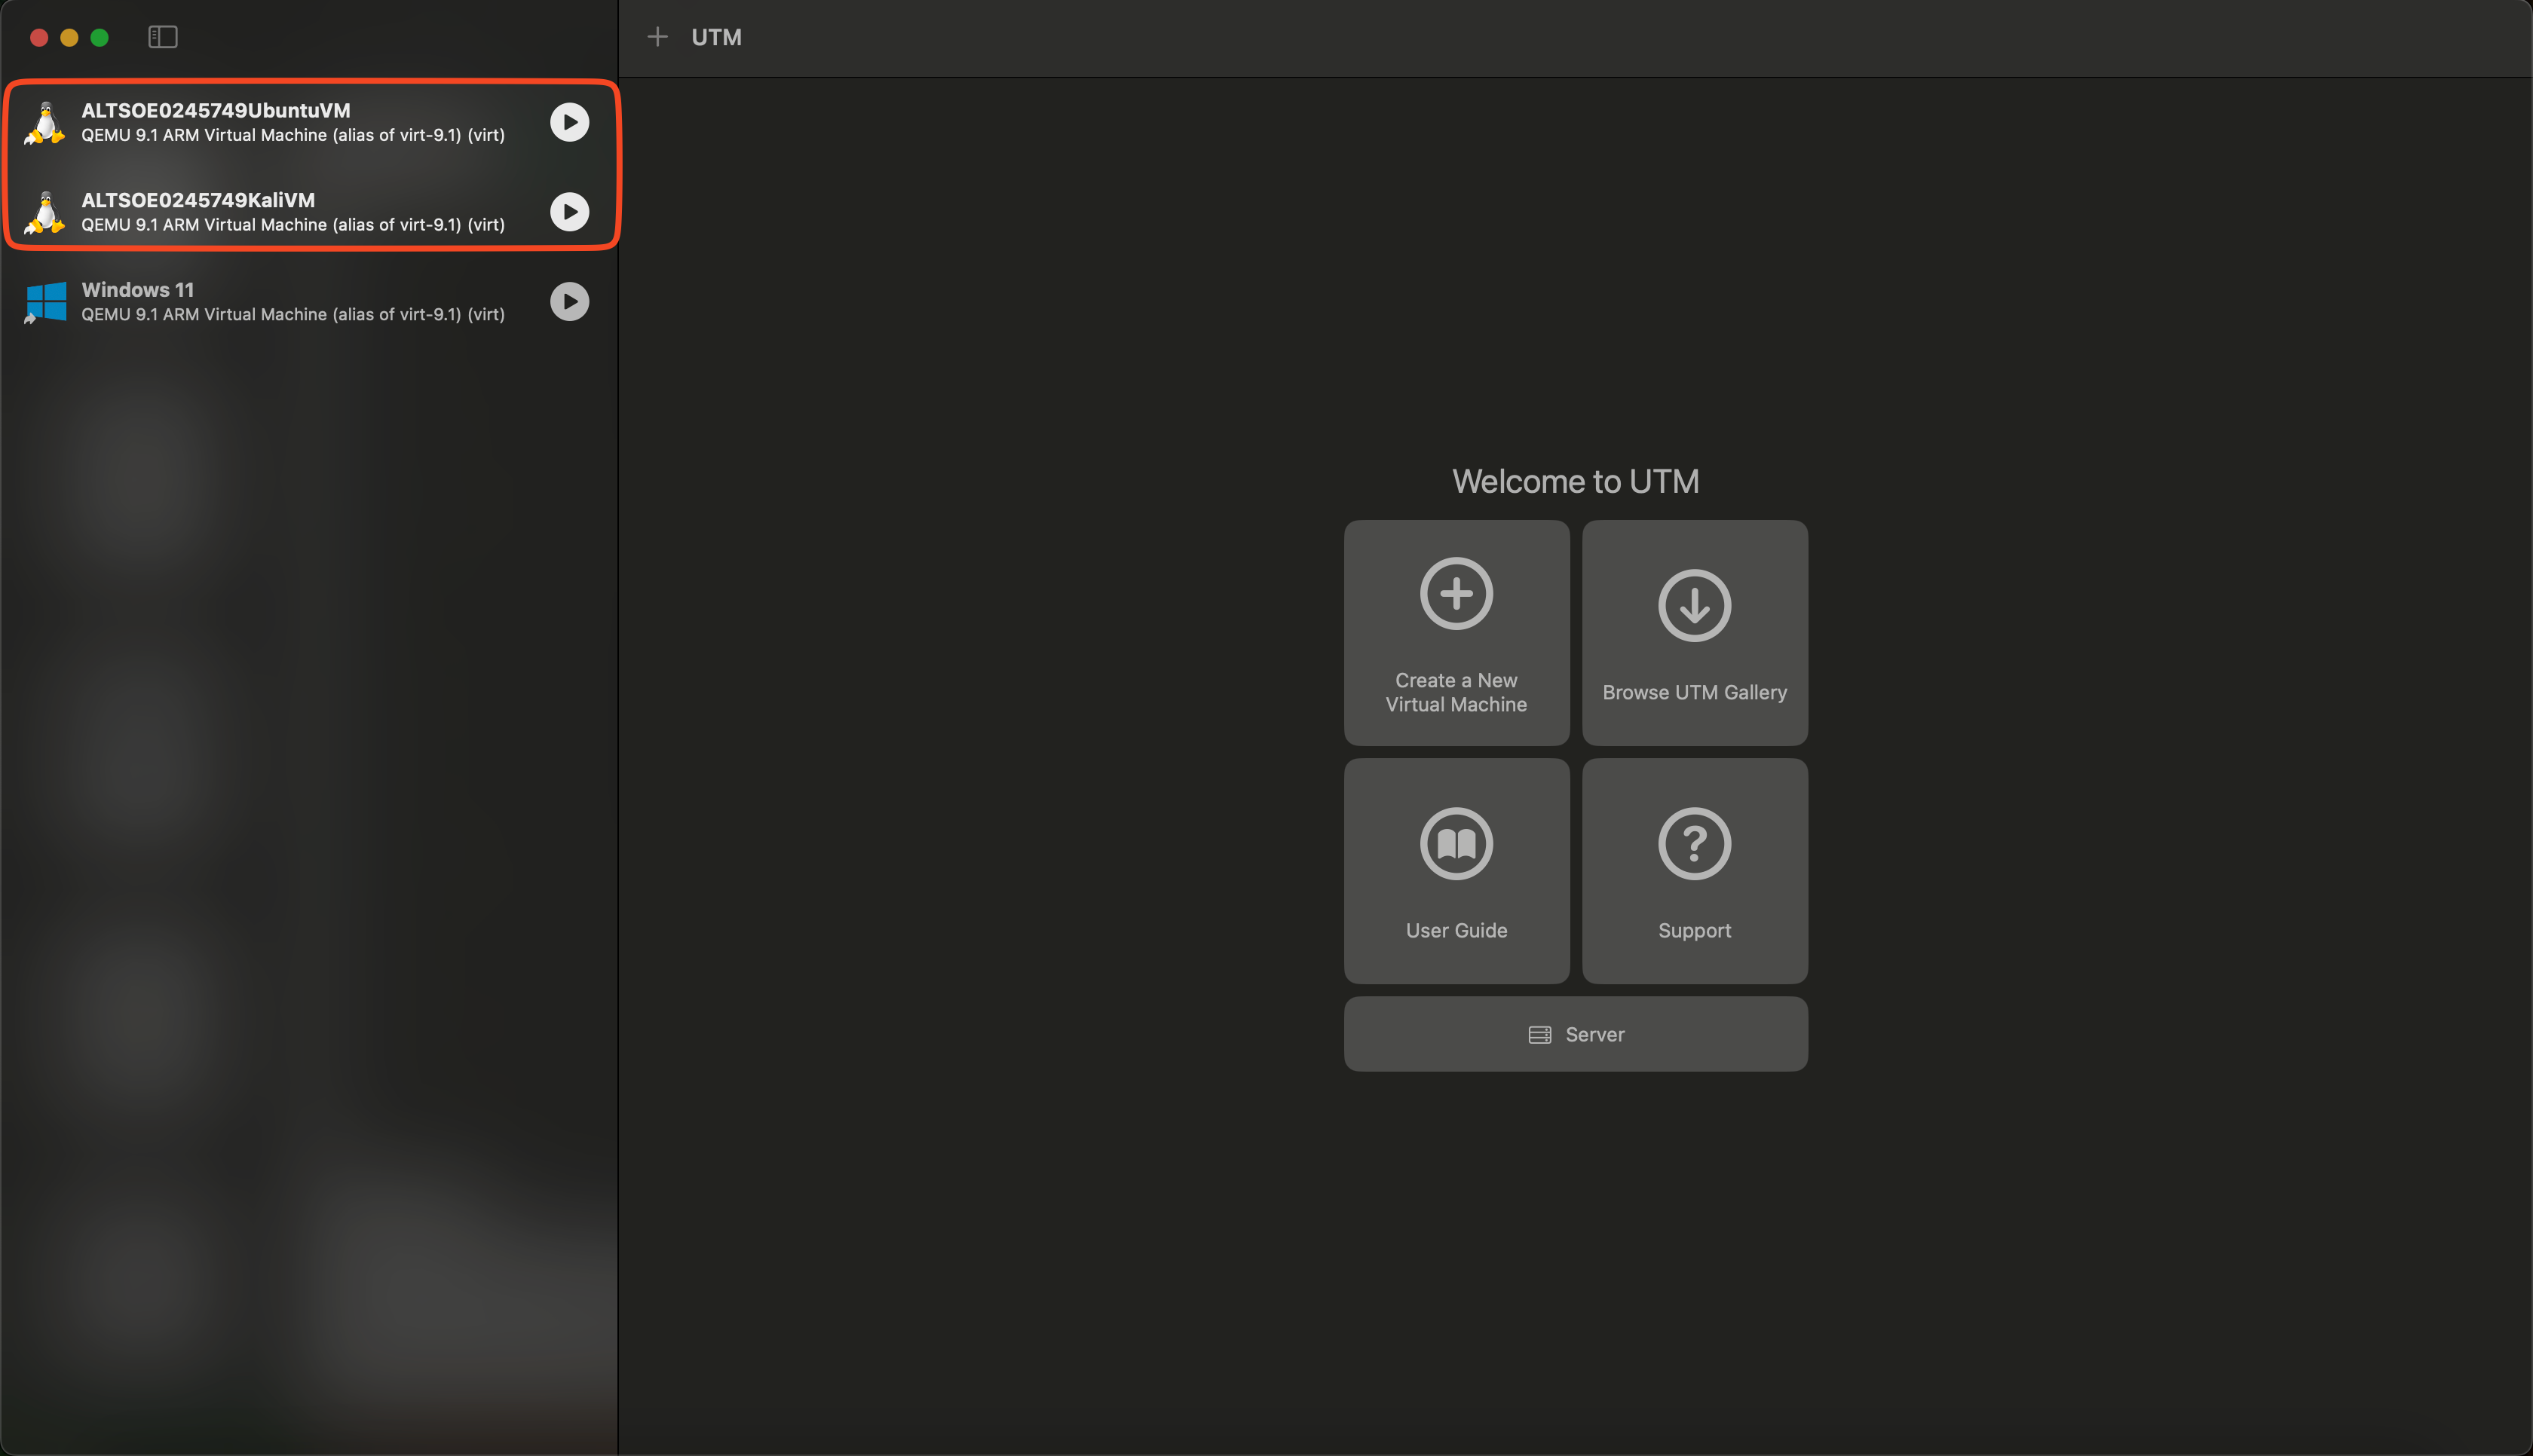 UTM
ALTSOE0245749UbuntuVM
QEMU 9.1 ARM Virtual Machine (alias of virt-9.1) (virt)
ALTSOE0245749KaliVM
QEMU 9.1 ARM Virtual Machine (alias of virt-9.1) (virt)
Windows 11
QEMU 9.1 ARM Virtual Machine (alias of virt-9.1) (virt)
Welcome to UTM
Create a New
Virtual Machine
Browse UTM Gallery
User Guide
Support
Server